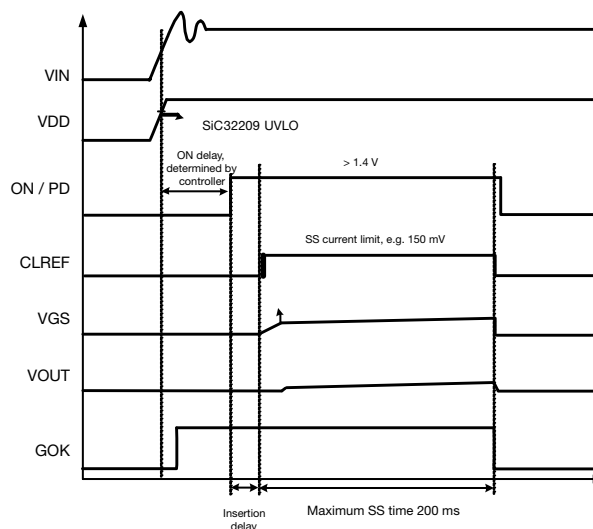 VIN
VDD
SiC32209 UVLO
ON delay,
determined by
controller
> 1.4 V
ON / PD
SS current limit, e.g. 150 mV
CLREF
VGS
VOUT
GOK
Insertion
delay
Maximum SS time 200 ms